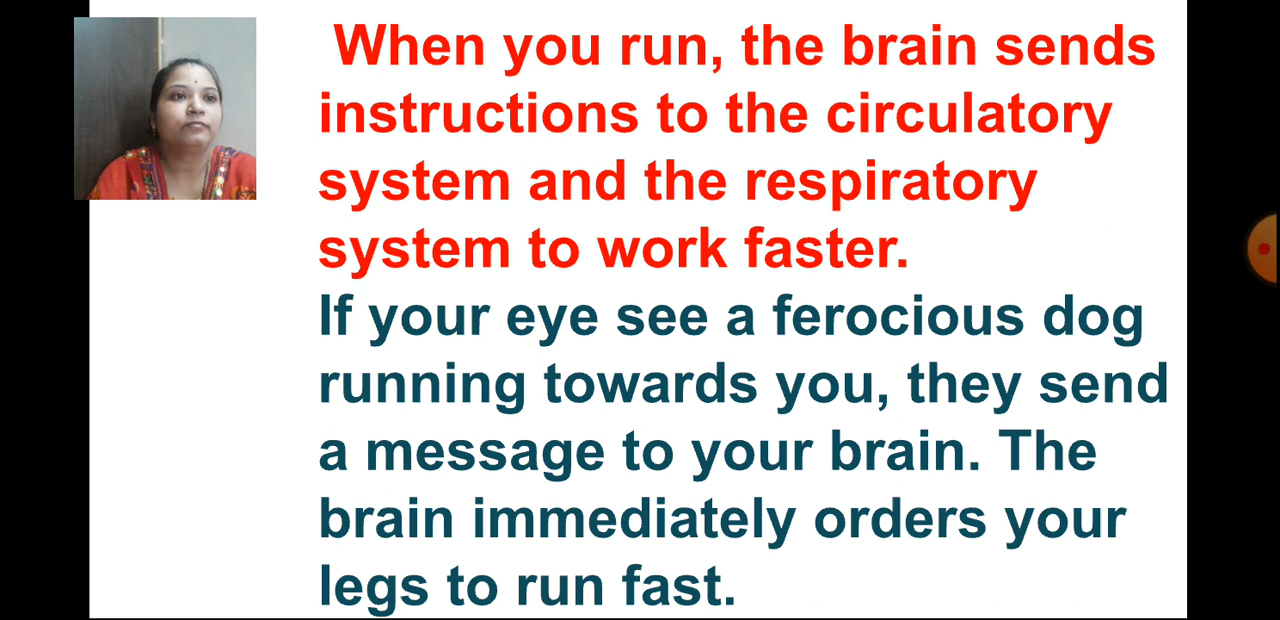 When you run, the brain sends
instructions to the circulatory
system and the respiratory
system to work faster.
If your eye see a ferocious dog
running towards you, they send
a message to your brain. The
brain immediately orders your
legs to run fast.